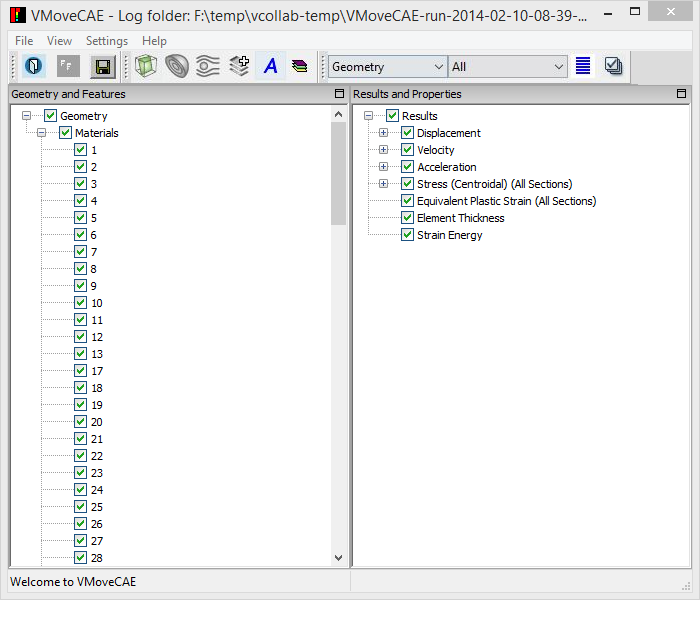 VMoveCAE - Log folder: F:\temp\vcollab-temp\VMoveCAE-run-2014-02-10-08-39-...
File View Settings Help
F F A Geometry All
Geometry and Features
Geometry
Materials
1
2
3
4
5
6
7
8
9
10
11
12
13
17
18
19
20
21
22
23
24
25
26
27
28
Results and Properties
Results
Displacement
Velocity
Acceleration
Stress (Centroidal) (All Sections)
Equivalent Plastic Strain (All Sections)
Element Thickness
Strain Energy
Welcome to VMoveCAE